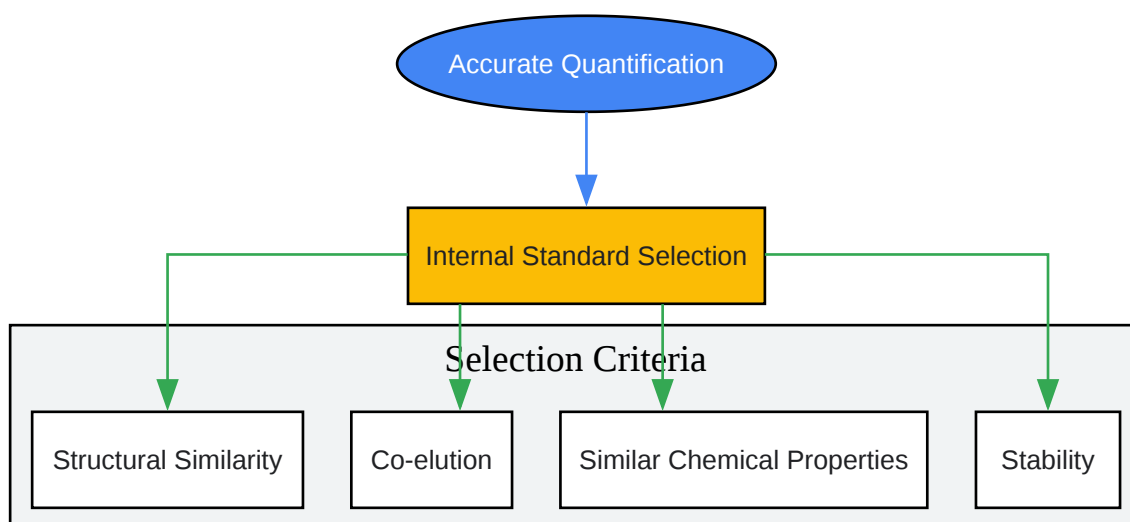 Accurate Quantification
Internal Standard Selection
Selection Criteria
Structural Similarity
Co-elution
Similar Chemical Properties
Stability